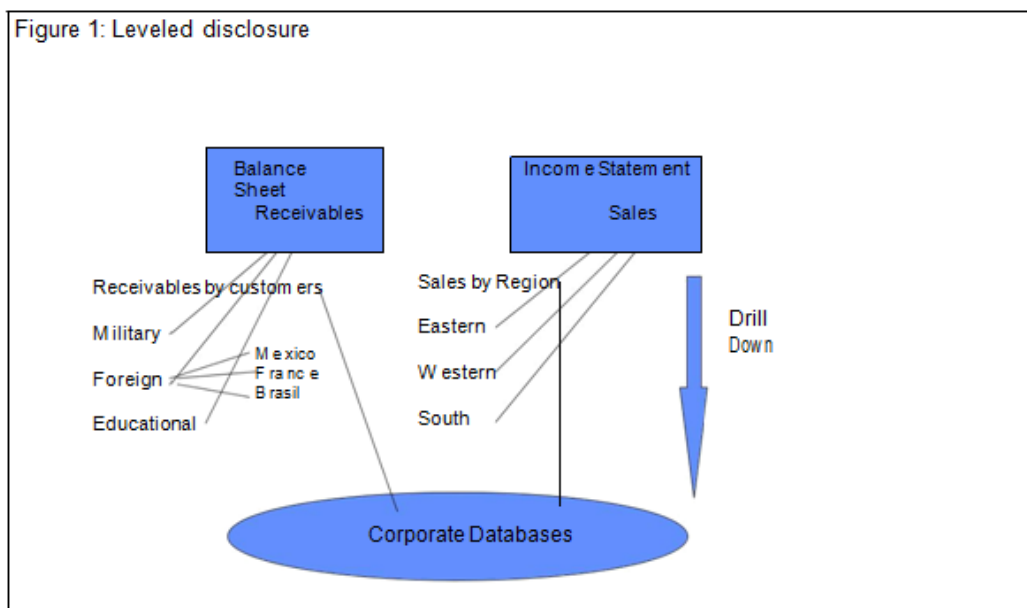 Figure 1: Leveled disclosure
Balance
Sheet
Receivables
Income Statement
Sales
Receivables by customers
Military
Foreign
Mexico
France
Brasil
Educational
Sales by Region
Eastern
Western
South
Drill
Down
Corporate Databases